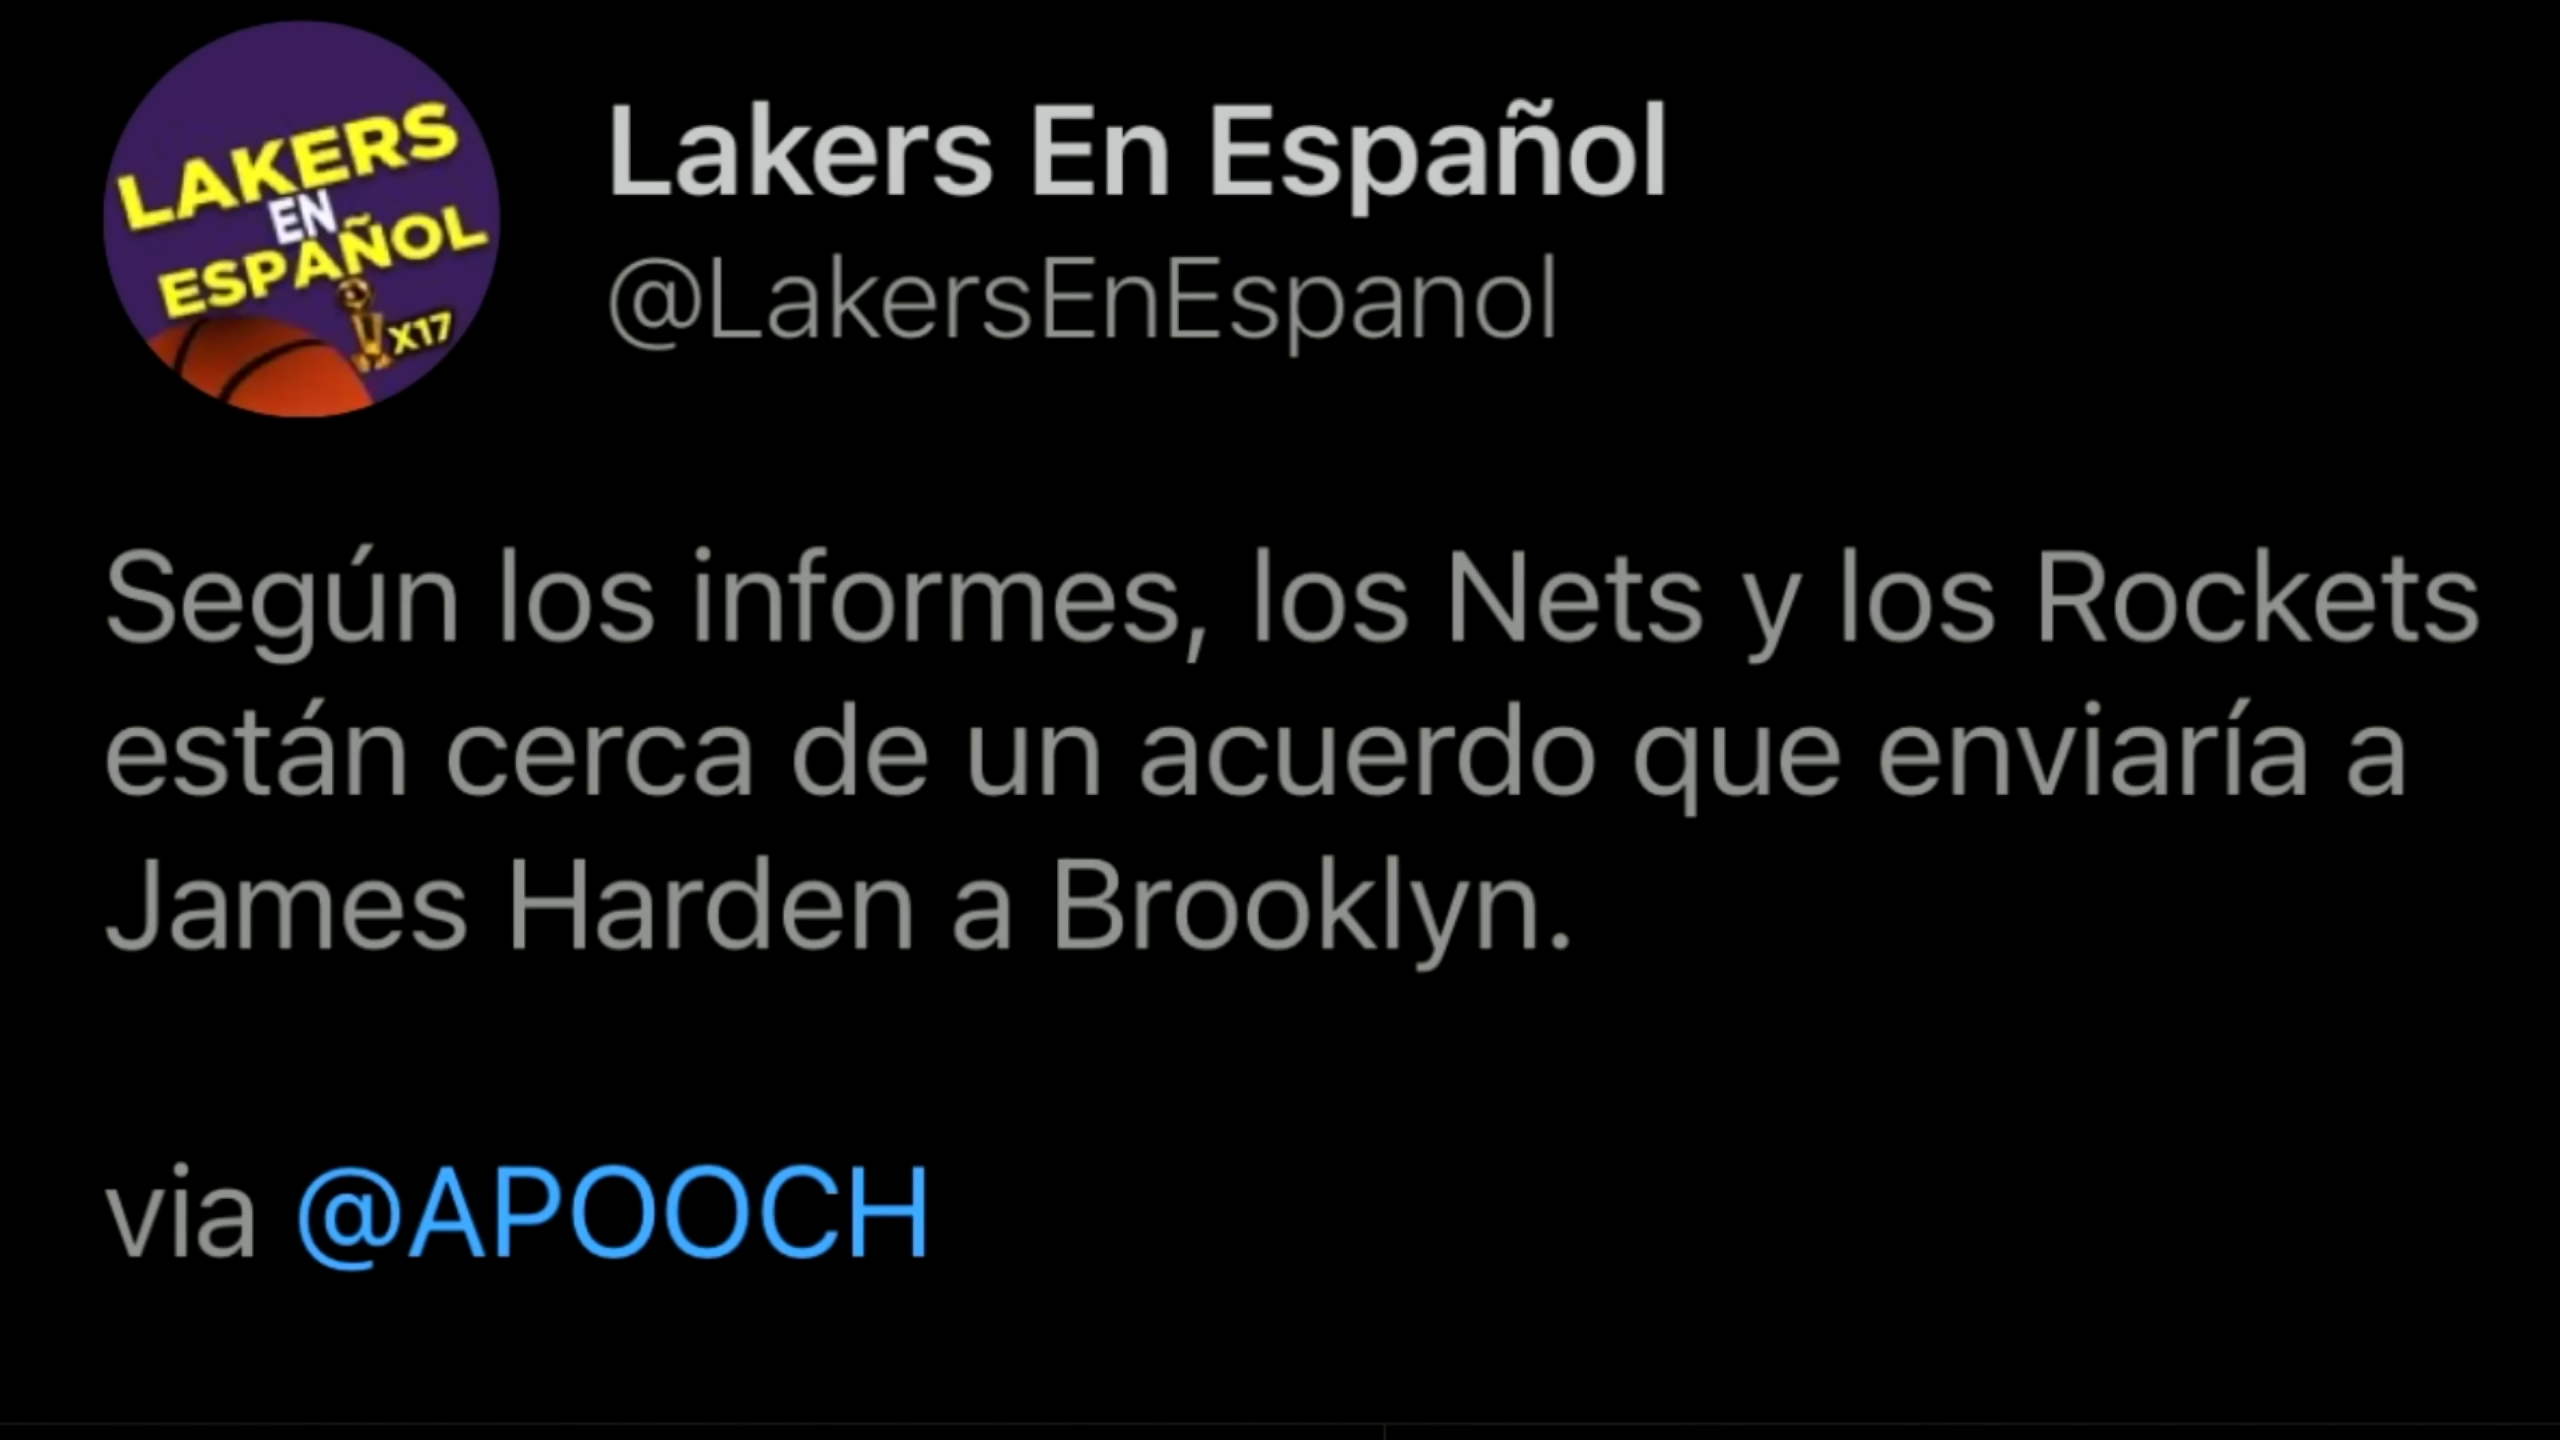 LAKERS
EN
ESPAÑOL
X17
Lakers En Español
@LakersEnEspanol
Según los informes, los Nets y los Rockets
están cerca de un acuerdo que enviaría a
James Harden a Brooklyn.
via @APOOCH